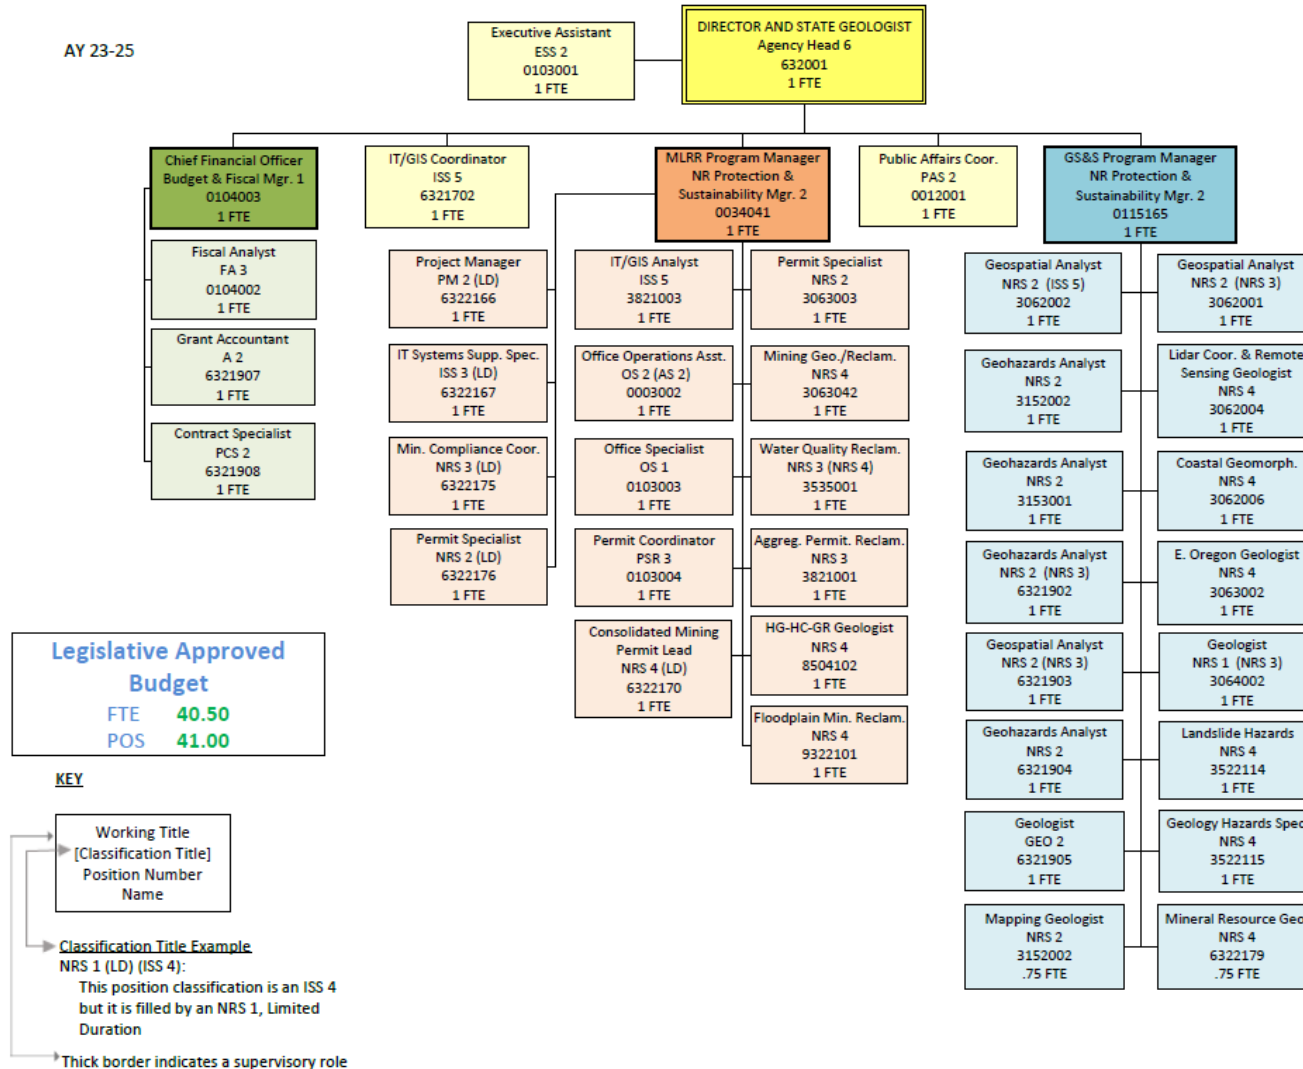 AY 23-25
Executive Assistant
ESS 2
0103001
1 FTE
DIRECTOR AND STATE GEOLOGIST
Agency Head 6
632001
1 FTE
Chief Financial Officer
Budget & Fiscal Mgr. 1
0104003
1 FTE
IT/GIS Coordinator
ISS 5
6321702
1 FTE
MLRR Program Manager
NR Protection &
Sustainability Mgr. 2
0034041
1 FTE
Public Affairs Coor.
PAS 2
0012001
1 FTE
GS&S Program Manager
NR Protection &
Sustainability Mgr. 2
0115165
1 FTE
Fiscal Analyst
FA 3
0104002
1 FTE
Grant Accountant
A 2
6321907
1 FTE
Contract Specialist
PCS 2
6321908
1 FTE
Project Manager
PM 2 (LD)
6322166
1 FTE
IT Systems Supp. Spec.
ISS 3 (LD)
6322167
1 FTE
Min. Compliance Coor.
NRS 3 (LD)
6322175
1 FTE
Permit Specialist
NRS 2 (LD)
6322176
1 FTE
IT/GIS Analyst
ISS 5
3821003
1 FTE
Office Operations Asst.
OS 2 (AS 2)
0003002
1 FTE
Office Specialist
OS 1
0103003
1 FTE
Permit Coordinator
PSR 3
0103004
1 FTE
Consolidated Mining
Permit Lead
NRS 4 (LD)
6322170
1 FTE
Permit Specialist
NRS 2
3063003
1 FTE
Mining Geo./Reclam.
NRS 4
3063042
1 FTE
Water Quality Reclam.
NRS 3 (NRS 4)
3535001
1 FTE
Aggreg. Permit. Reclam.
NRS 3
3821001
1 FTE
HG-HC-GR Geologist
NRS 4
8504102
1 FTE
Floodplain Min. Reclam.
NRS 4
9322101
1 FTE
Geospatial Analyst
NRS 2 (ISS 5)
3062002
1 FTE
Geohazards Analyst
NRS 2
3152002
1 FTE
Geohazards Analyst
NRS 2
3153001
1 FTE
Geohazards Analyst
NRS 2 (NRS 3)
6321902
1 FTE
Geospatial Analyst
NRS 2 (NRS 3)
6321903
1 FTE
Geohazards Analyst
NRS 2
6321904
1 FTE
Geologist
GEO 2
6321905
1 FTE
Mapping Geologist
NRS 2
3152002
.75 FTE
Geospatial Analyst
NRS 2 (NRS 3)
3062001
1 FTE
Lidar Coor. & Remote
Sensing Geologist
NRS 4
3062004
1 FTE
Coastal Geomorph.
NRS 4
3062006
1 FTE
E. Oregon Geologist
NRS 4
3063002
1 FTE
Geologist
NRS 1 (NRS 3)
3064002
1 FTE
Landslide Hazards
NRS 4
3522114
1 FTE
Geology Hazards Spec
NRS 4
3522115
1 FTE
Mineral Resource Geo
NRS 4
6322179
.75 FTE
Legislative Approved
Budget
FTE 40.50
POS 41.00
KEY
Working Title
[Classification Title]
Position Number
Name
Classification Title Example
NRS 1 (LD) (ISS 4):
This position classification is an ISS 4
but it is filled by an NRS 1, Limited
Duration
Thick border indicates a supervisory role